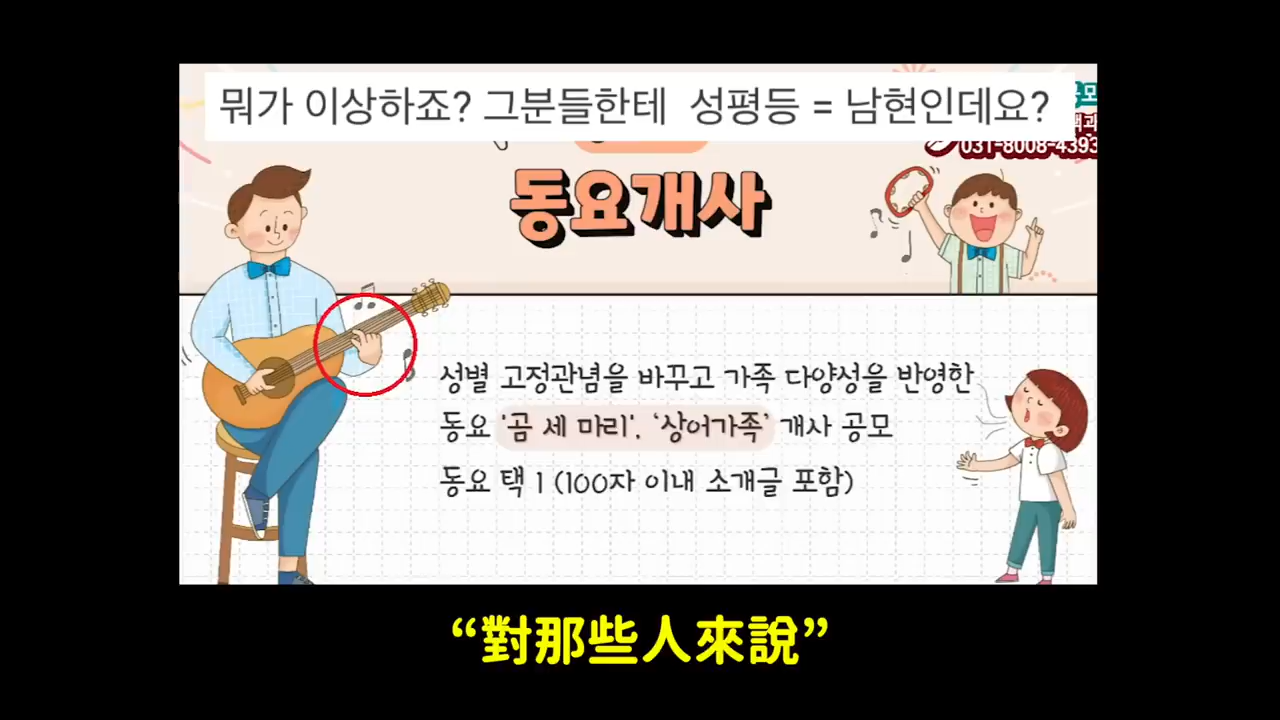 뭐가 이상하죠? 그분들한테 성평등 = 남현인데요?
031-8008-4393
동요개사
성별 고정관념을 바꾸고 가족 다양성을 반영한
동요 '곰 세 마리', '상어가족' 개사 공모
동요 택 1 (100자 이내 소개글 포함)
“對那些人來說”